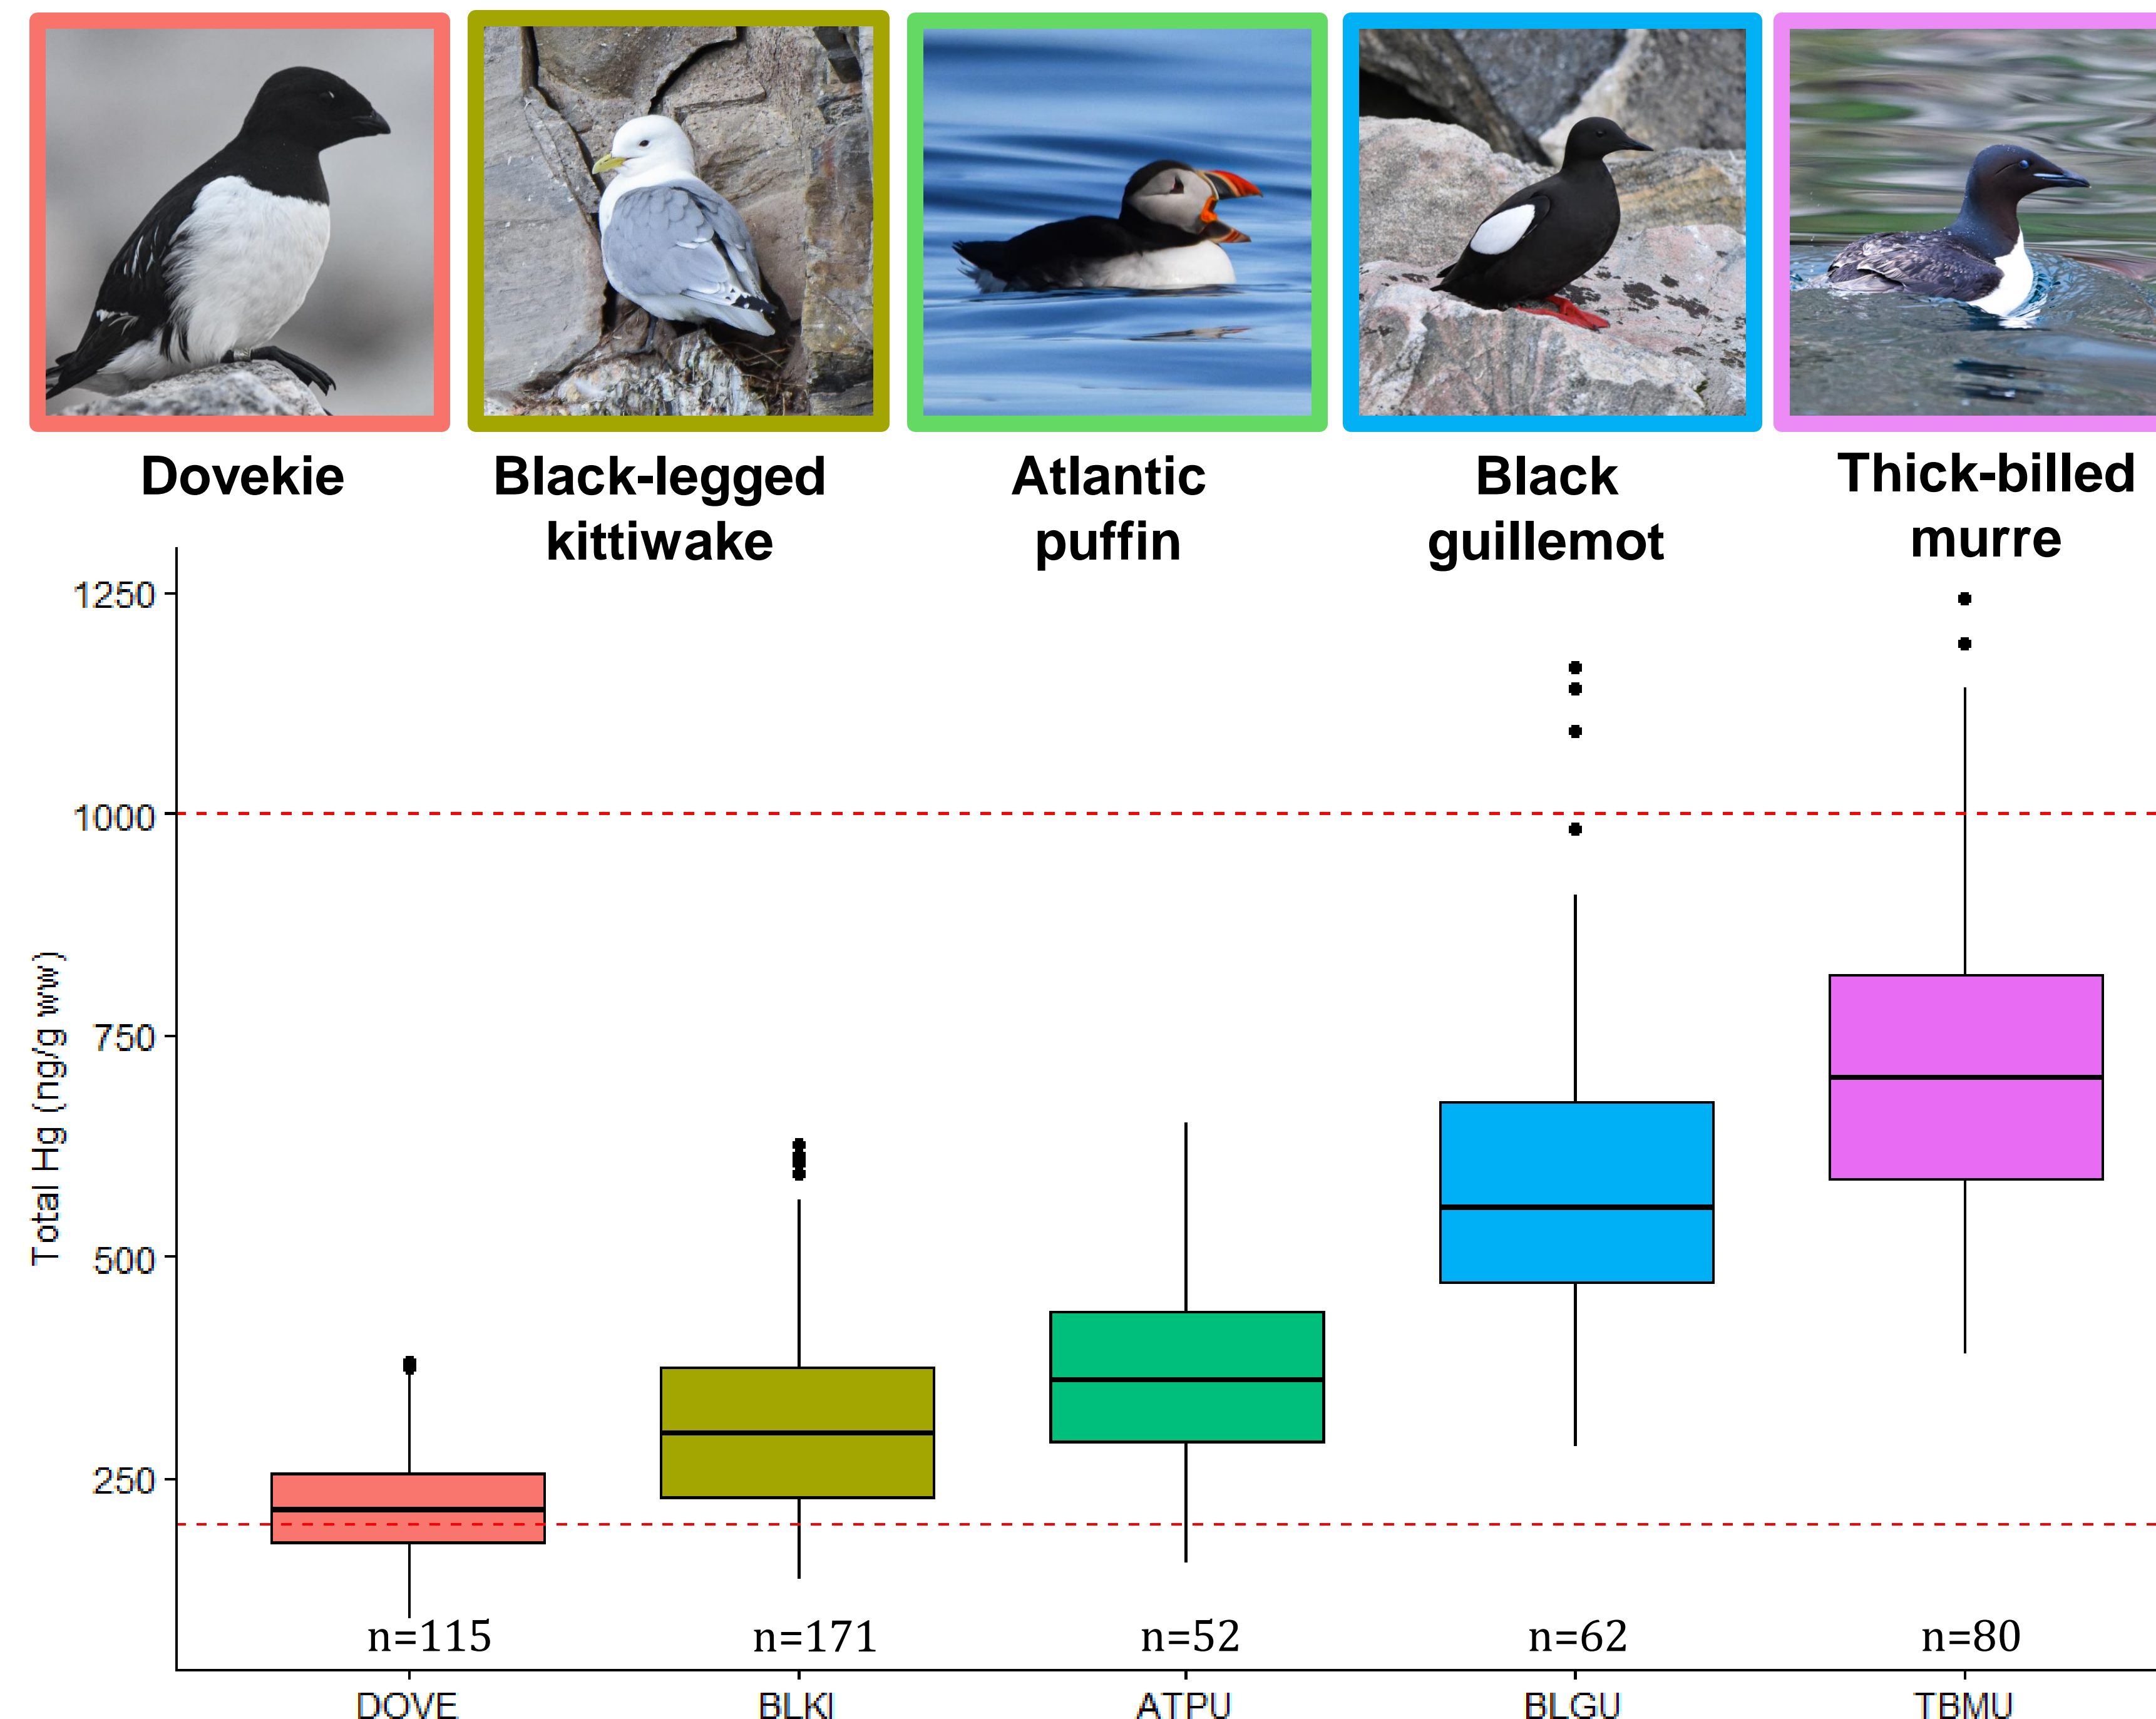 Dovekie
Black-legged
kittiwake
Atlantic
puffin
Black
guillemot
Thick-billed
murre
1250
1000
750
500
250
Total Hg (ng/g ww)
n=115
n=171
n=52
n=62
n=80
DOVE
BLKI
ATPU
BLGU
TBMU